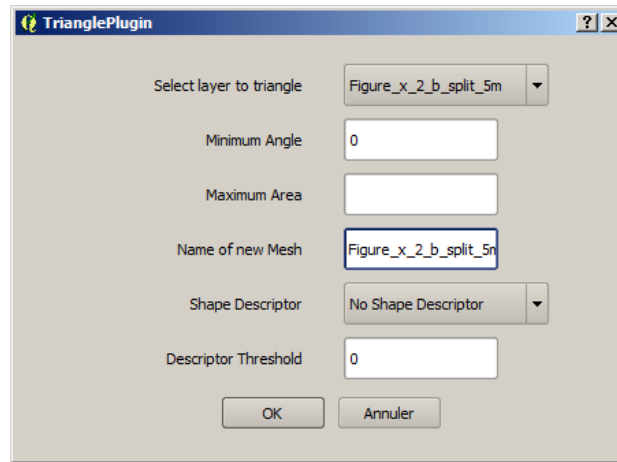 TrianglePlugin
Select layer to triangle Figure_x_2_b_split_5m
Minimum Angle 0
Maximum Area
Name of new Mesh Figure_x_2_b_split_5m
Shape Descriptor No Shape Descriptor
Descriptor Threshold 0
OK Annuler